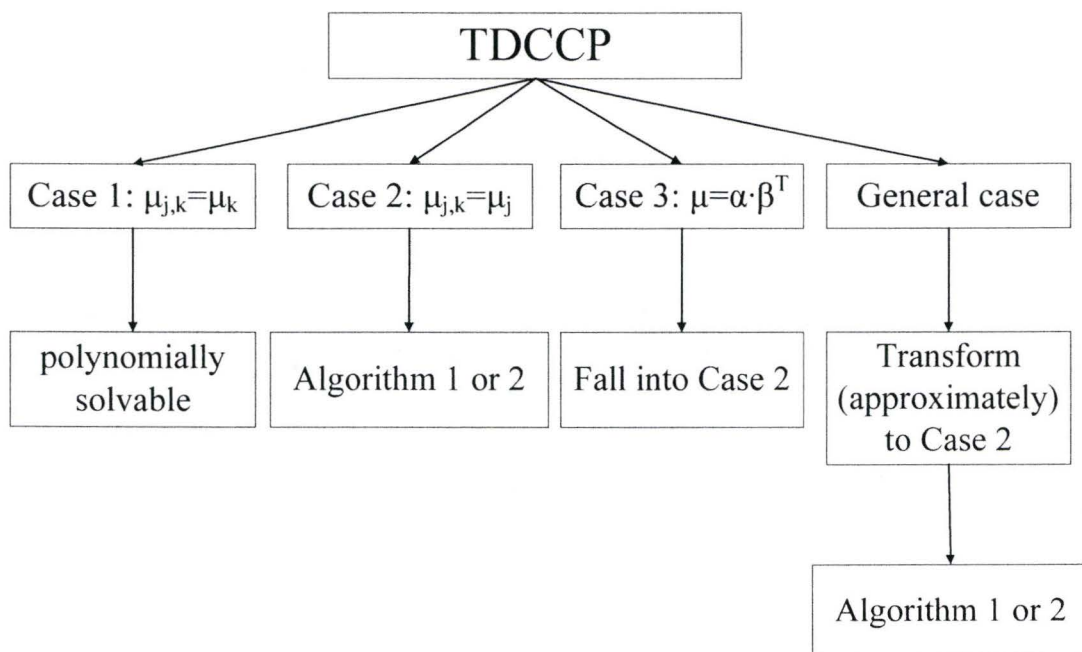 TDCCP
Case 1: μj,k=μk
Case 2: μj,k=μj
Case 3: μ=α·β^T
General case
polynomially
solvable
Algorithm 1 or 2
Fall into Case 2
Transform
(approximately)
to Case 2
Algorithm 1 or 2